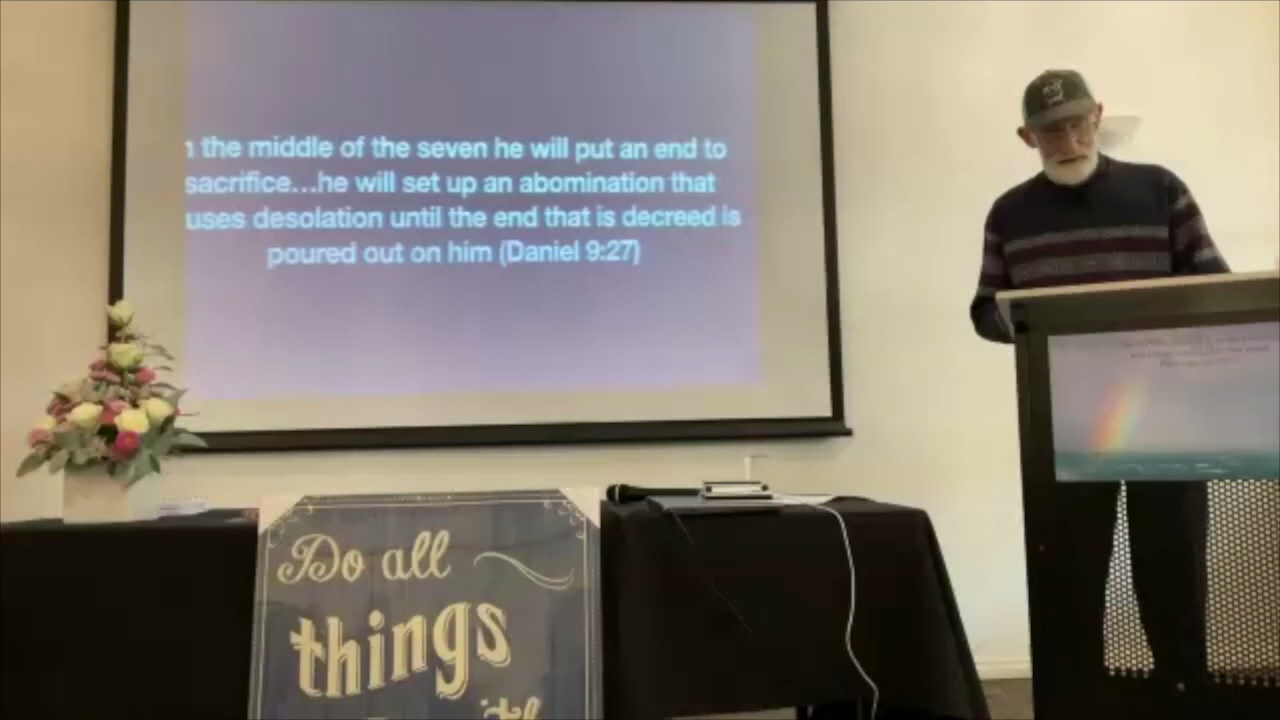 the middle of the seven he will put an end to
sacrifice...he will set up an abomination that
uses desolation until the end that is decreed is
poured out on him (Daniel 9:27)
Do all
things